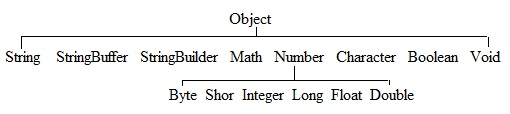 Object
String StringBuffer StringBuilder Math Number Character Boolean Void
Byte Shor Integer Long Float Double